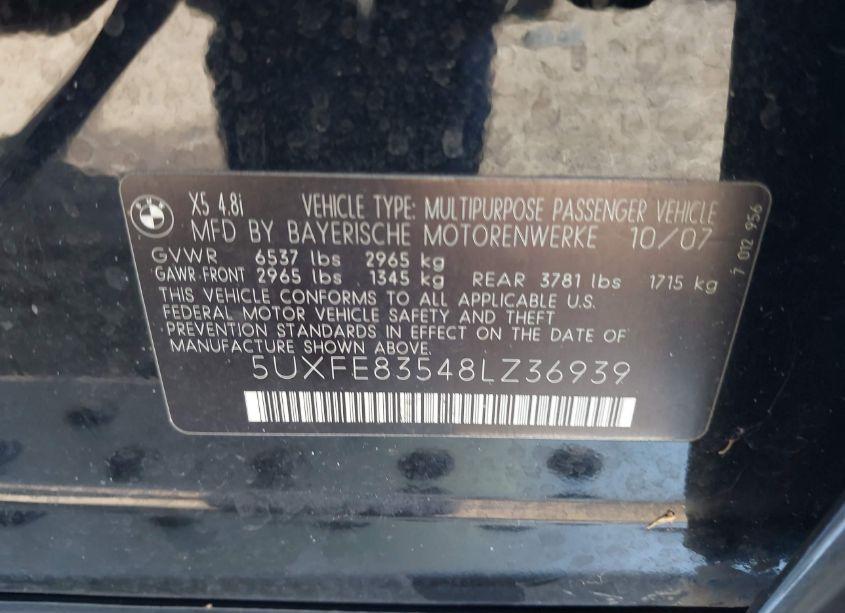 BMW
X5 4.8i VEHICLE TYPE: MULTIPURPOSE PASSENGER VEHICLE
MFD BY BAYERISCHE MOTORENWERKE 10/07
GVWR 6537 lbs 2965 kg
GAWR FRONT 2965 lbs 1345 kg REAR 3781 lbs 1715 kg
THIS VEHICLE CONFORMS TO ALL APPLICABLE U.S.
FEDERAL MOTOR VEHICLE SAFETY AND THEFT
PREVENTION STANDARDS IN EFFECT ON THE DATE OF
MANUFACTURE SHOWN ABOVE.
5UXFE83548LZ36939
7 012 956